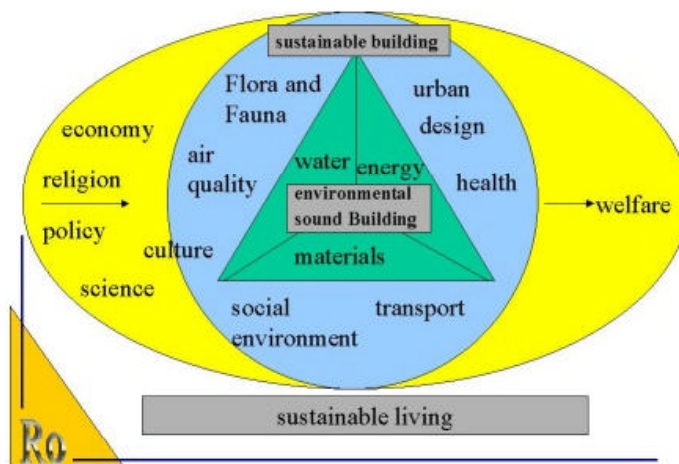 sustainable building
Flora and
Fauna
urban
design
economy
air
quality
water
energy
religion
environmental
sound Building
health
welfare
policy
culture
materials
science
social
environment
transport
sustainable living
Ro